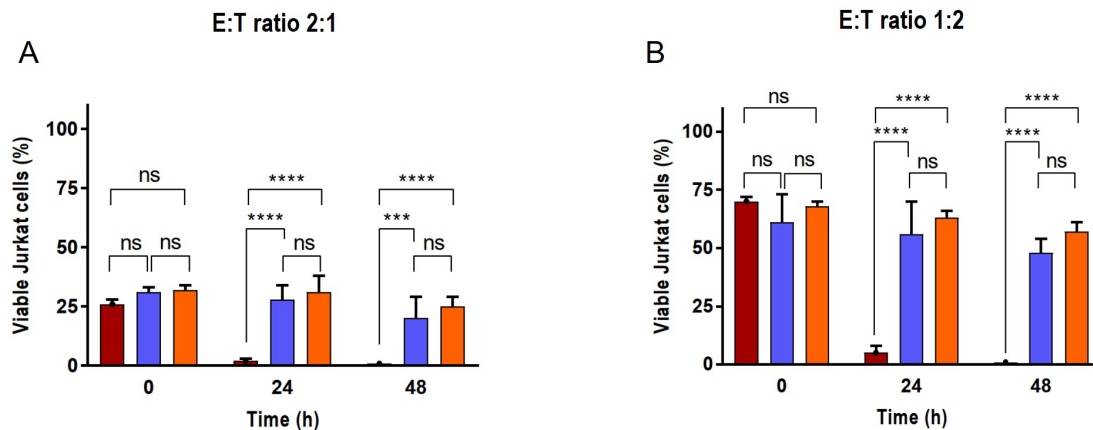 E:T ratio 2:1
A
Viable Jurkat cells (%)
100
75
50
25
0
ns
ns
ns
****
****
ns
****
***
ns
0
24
48
Time (h)
E:T ratio 1:2
B
Viable Jurkat cells (%)
100
75
50
25
0
ns
ns
ns
****
****
ns
****
****
ns
0
24
48
Time (h)